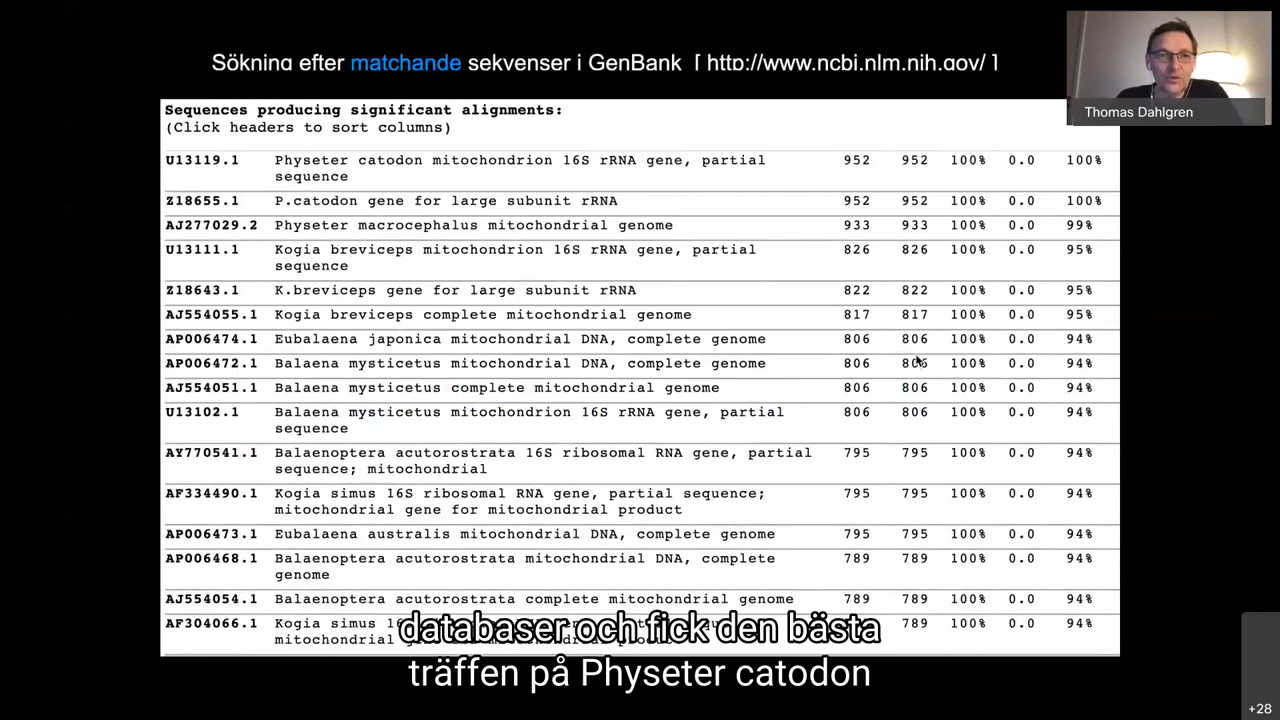 Sökning efter matchande sekvenser i GenBank [ http://www.ncbi.nlm.nih.gov/ ]
Thomas Dahlgren
Sequences producing significant alignments:
(Click headers to sort columns)
U13119.1 Physeter catodon mitochondrion 16S rRNA gene, partial 952 952 100% 0.0 100%
sequence
Z18655.1 P.catodon gene for large subunit rRNA 952 952 100% 0.0 100%
AJ277029.2 Physeter macrocephalus mitochondrial genome 933 933 100% 0.0 99%
U13111.1 Kogia breviceps mitochondrion 16S rRNA gene, partial 826 826 100% 0.0 95%
sequence
Z18643.1 K.breviceps gene for large subunit rRNA 822 822 100% 0.0 95%
AJ554055.1 Kogia breviceps complete mitochondrial genome 817 817 100% 0.0 95%
AP006474.1 Eubalaena japonica mitochondrial DNA, complete genome 806 806 100% 0.0 94%
AP006472.1 Balaena mysticetus mitochondrial DNA, complete genome 806 806 100% 0.0 94%
AJ554051.1 Balaena mysticetus complete mitochondrial genome 806 806 100% 0.0 94%
U13102.1 Balaena mysticetus mitochondrion 16S rRNA gene, partial 806 806 100% 0.0 94%
sequence
AY770541.1 Balaenoptera acutorostrata 16S ribosomal RNA gene, partial 795 795 100% 0.0 94%
sequence; mitochondrial
AF334490.1 Kogia simus 16S ribosomal RNA gene, partial sequence; 795 795 100% 0.0 94%
mitochondrial gene for mitochondrial product
AP006473.1 Eubalaena australis mitochondrial DNA, complete genome 795 795 100% 0.0 94%
AP006468.1 Balaenoptera acutorostrata mitochondrial DNA, complete 789 789 100% 0.0 94%
genome
AJ554054.1 Balaenoptera acutorostrata complete mitochondrial genome 789 789 100% 0.0 94%
AF304066.1 Kogia simus 789 100% 0.0 94%
mitochondrial
databaser och fick den bästa
träffen på Physeter catodon
+28